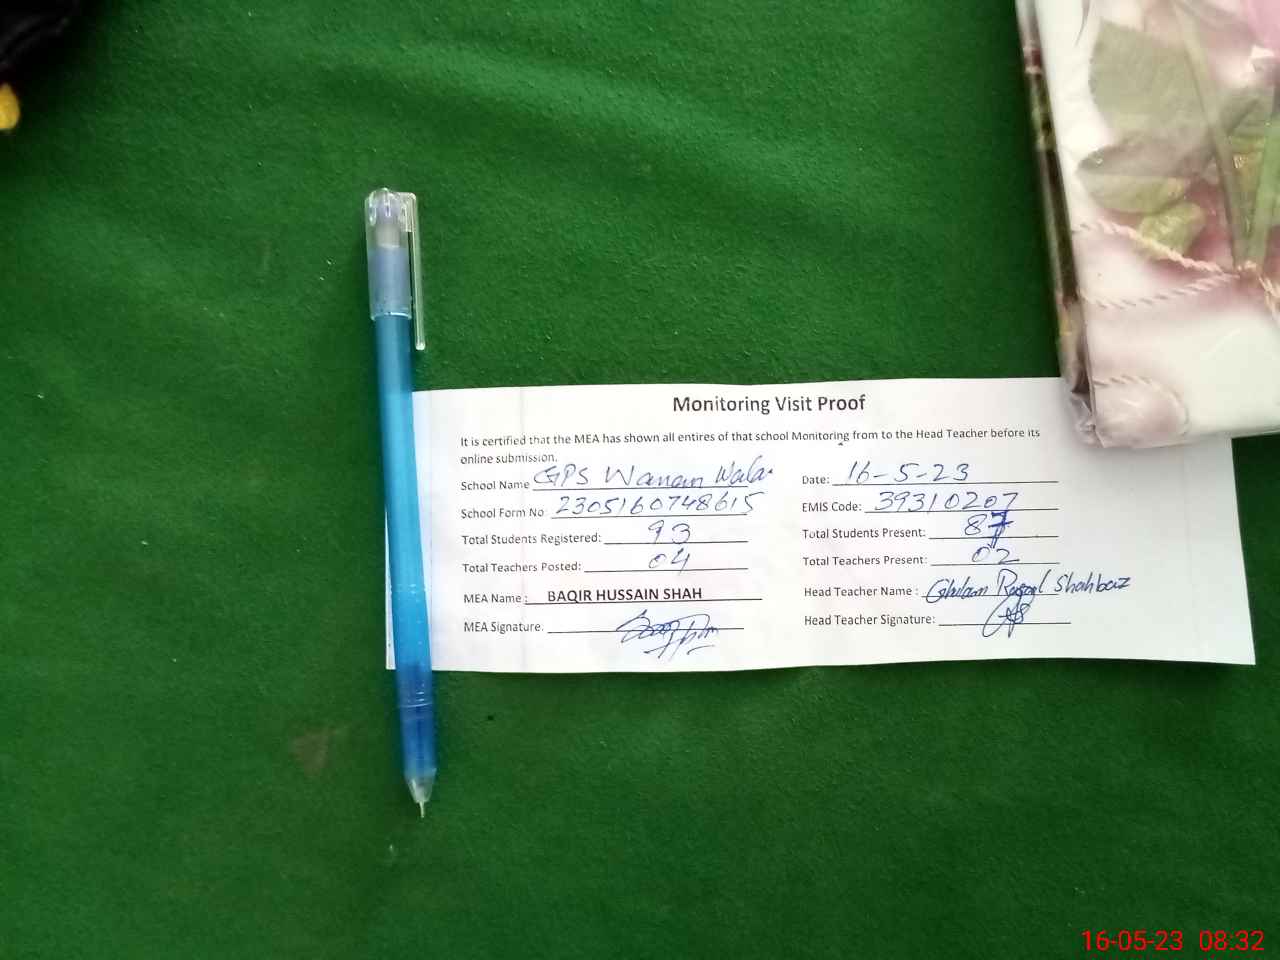 Monitoring Visit Proof
It is certified that the MEA has shown all entires of that school Monitoring from to the Head Teacher before its
online submission.
School Name GPS Wanan Wala
Date: 16-5-23
School Form No: 2305160748615
EMIS Code: 39310207
Total Students Registered: 93
Total Students Present: 87
Total Teachers Posted: 04
Total Teachers Present: 02
MEA Name: BAQIR HUSSAIN SHAH
Head Teacher Name: Ghulam Rasool Shahbaz
MEA Signature.
Head Teacher Signature:
16-05-23 08:32